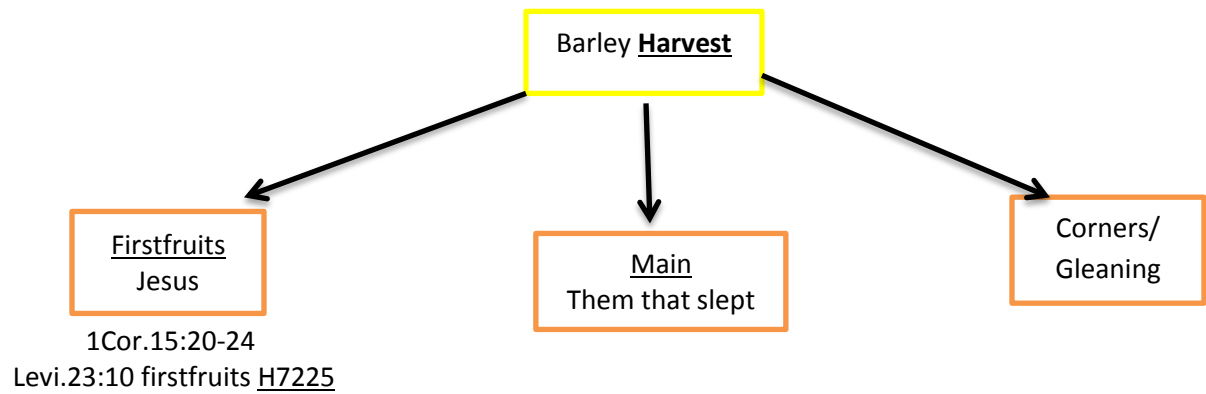 Barley Harvest
Firstfruits
Jesus
1Cor.15:20-24
Levi.23:10 firstfruits H7225
Main
Them that slept
Corners/
Gleaning